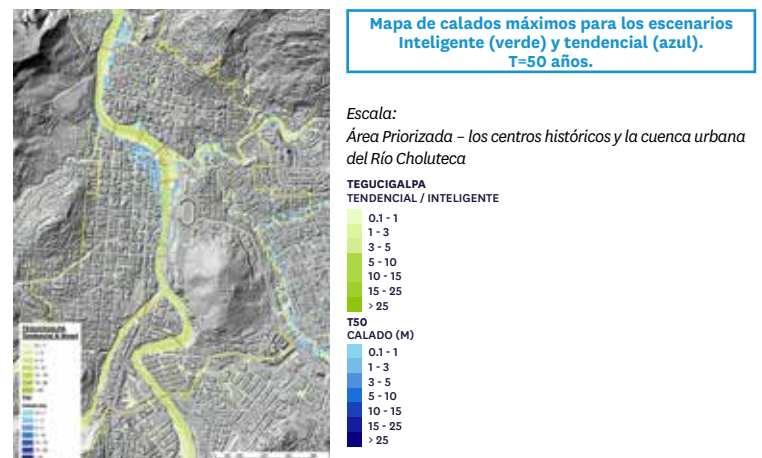 Mapa de calados máximos para los escenarios
Inteligente (verde) y tendencial (azul).
T=50 años.
Escala:
Área Priorizada – los centros históricos y la cuenca urbana
del Río Choluteca
TEGUCIGALPA
TENDENCIAL / INTELIGENTE
0.1 - 1
1 - 3
3 - 5
5 - 10
10 - 15
15 - 25
> 25
T50
CALADO (M)
0.1 - 1
1 - 3
3 - 5
5 - 10
10 - 15
15 - 25
> 25